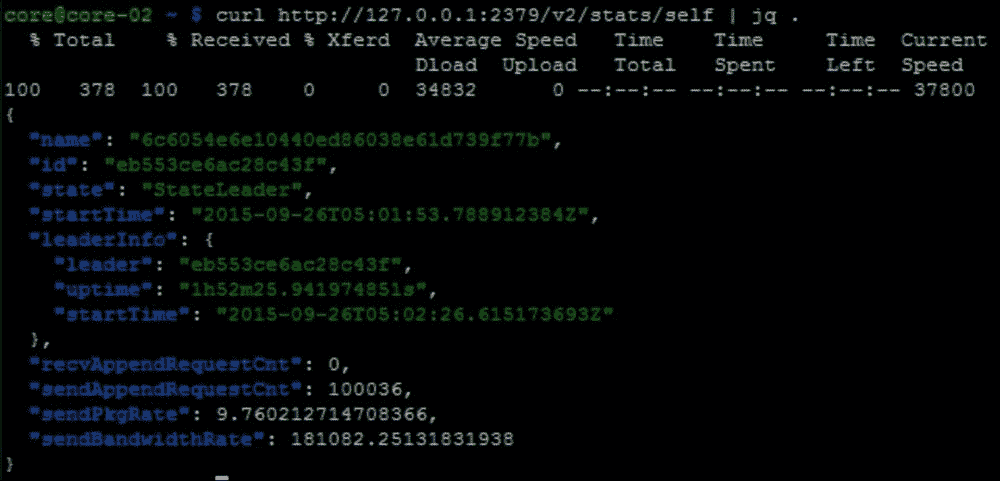 core@core-02 ~ $ curl http://127.0.0.1:2379/v2/stats/self | jq .
  % Total    % Received % Xferd  Average Speed   Time    Time     Time  Current
                                 Dload  Upload   Total   Spent    Left  Speed
100   378  100   378    0     0  34832      0 --:--:-- --:--:-- --:--:-- 37800
{
  "name": "6c6054e6e10440ed86038e61d739f77b",
  "id": "eb553ce6ac28c43f",
  "state": "StateLeader",
  "startTime": "2015-09-26T05:01:53.788912384Z",
  "leaderInfo": {
    "leader": "eb553ce6ac28c43f",
    "uptime": "1h52m25.941974851s",
    "startTime": "2015-09-26T05:02:26.615173693Z"
  },
  "recvAppendRequestCnt": 0,
  "sendAppendRequestCnt": 100036,
  "sendPkgRate": 9.760212714708366,
  "sendBandwidthRate": 181082.25131831938
}